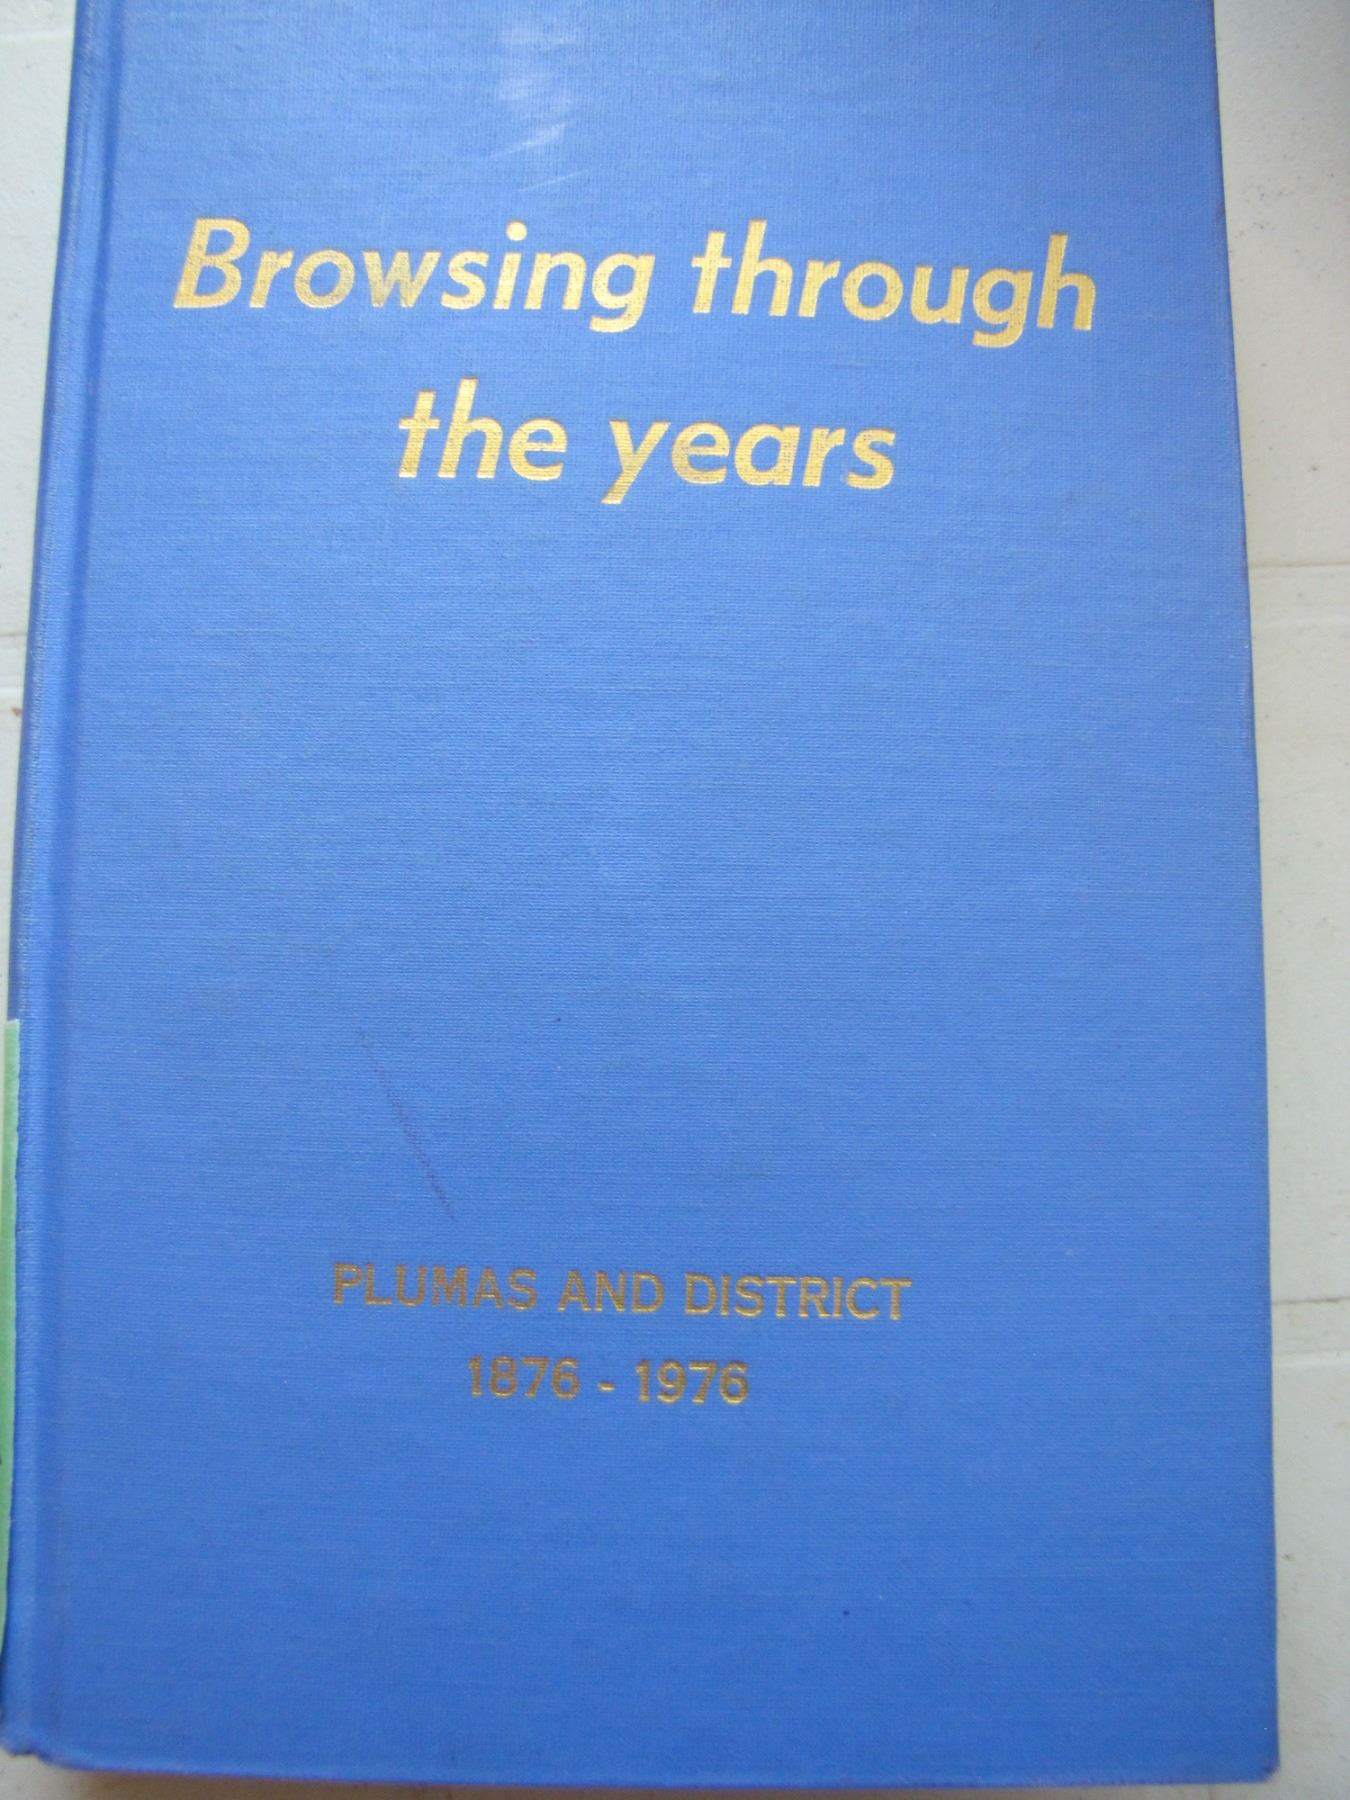 Browsing through
the years
PLUMAS AND DISTRICT
1876 - 1976